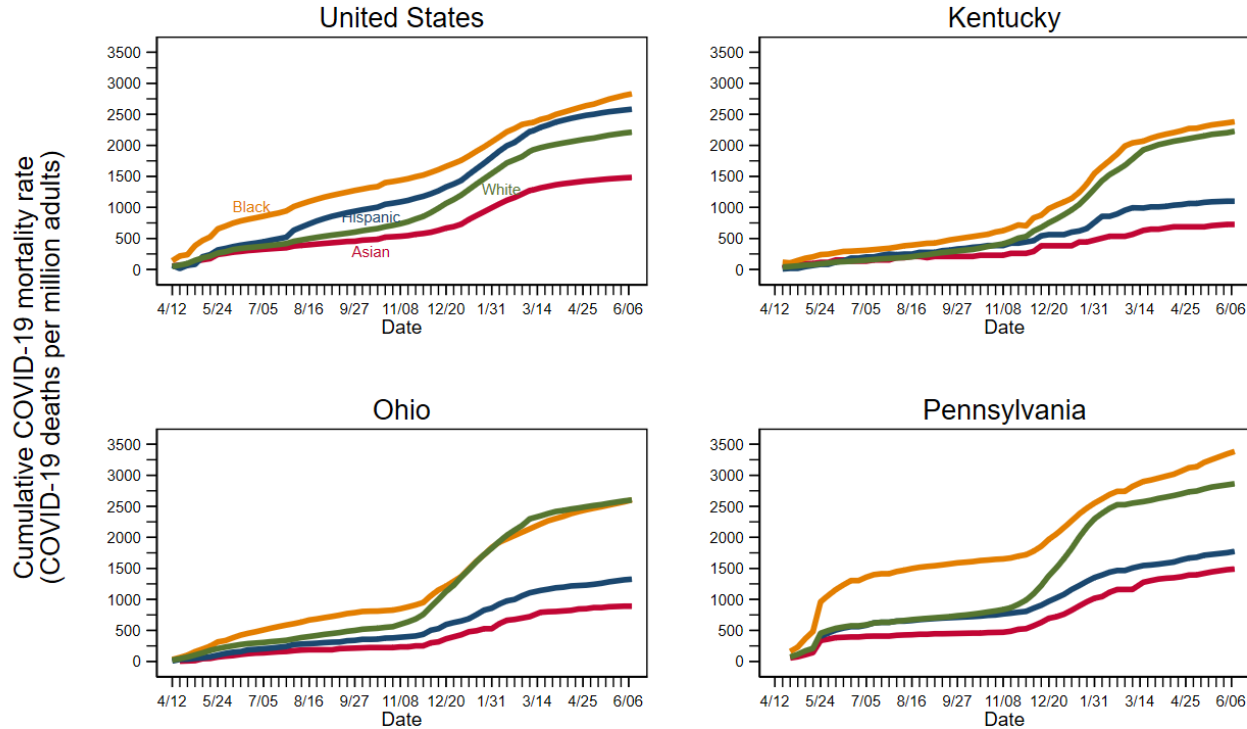 United States
3500
3000
2500
2000
1500
1000
500
0
Black
Hispanic
White
Asian
4/12 5/24 7/05 8/16 9/27 11/08 12/20 1/31 3/14 4/25 6/06
Date
Kentucky
3500
3000
2500
2000
1500
1000
500
0
4/12 5/24 7/05 8/16 9/27 11/08 12/20 1/31 3/14 4/25 6/06
Date
Cumulative COVID-19 mortality rate
(COVID-19 deaths per million adults)
Ohio
3500
3000
2500
2000
1500
1000
500
0
4/12 5/24 7/05 8/16 9/27 11/08 12/20 1/31 3/14 4/25 6/06
Date
Pennsylvania
3500
3000
2500
2000
1500
1000
500
0
4/12 5/24 7/05 8/16 9/27 11/08 12/20 1/31 3/14 4/25 6/06
Date